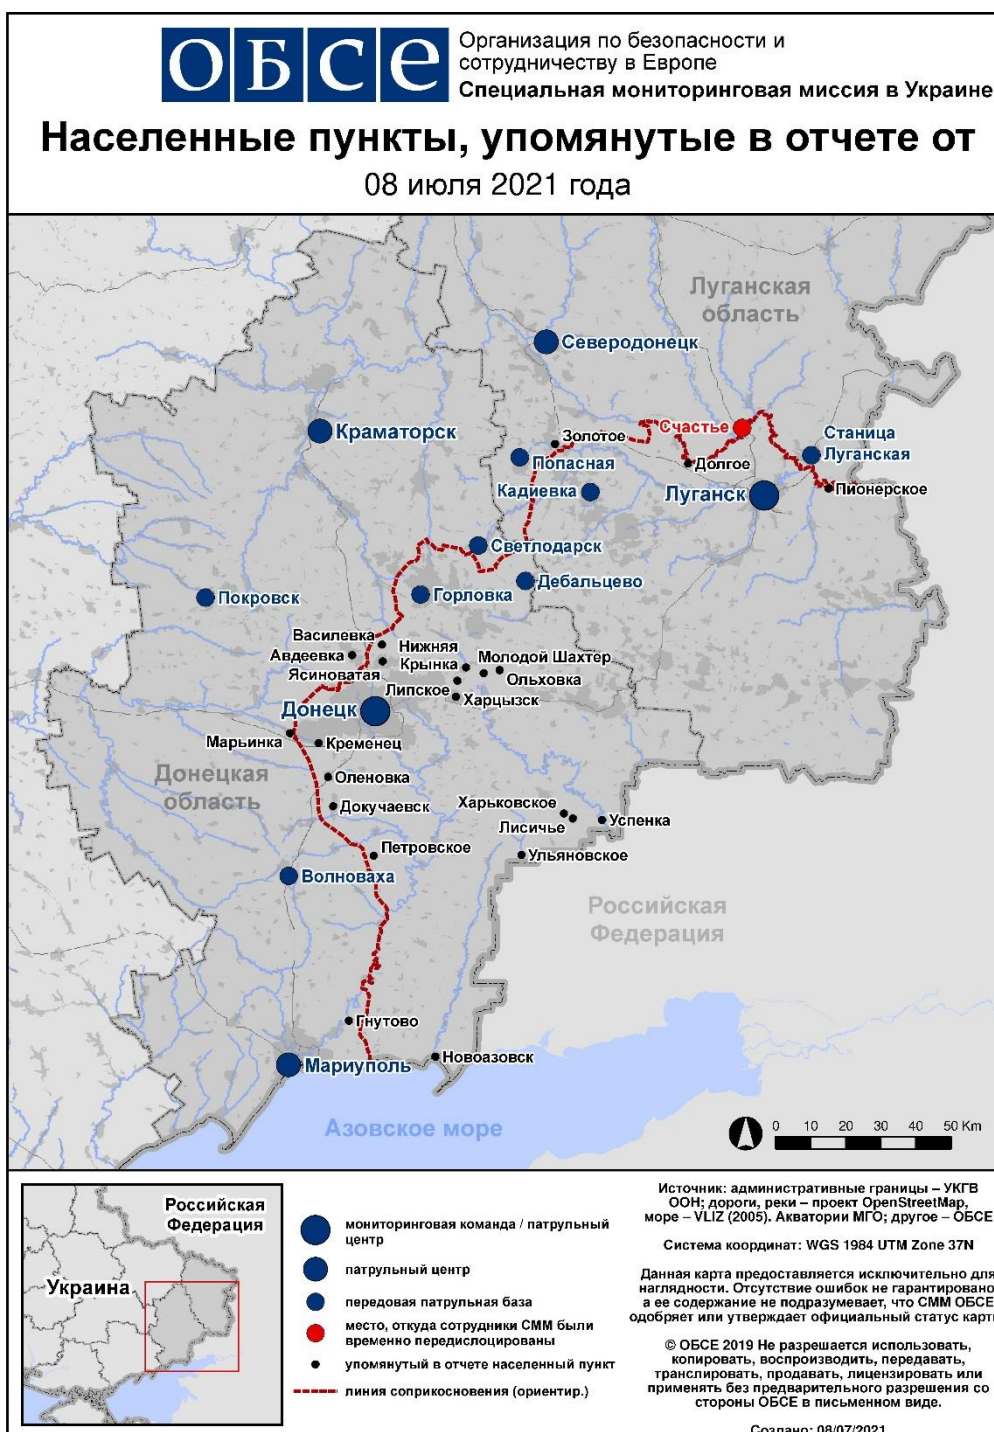 ОБСЕ
Организация по безопасности и
сотрудничеству в Европе
Специальная мониторинговая миссия в Украине
Населенные пункты, упомянутые в отчете от
08 июля 2021 года
Луганская
область
Северодонецк
Краматорск
Золотое
Счастье
Станица
Луганская
Попасная
Долгое
Кадиевка
Луганск
Пионерское
Светлодарск
Дебальцево
Покровск
Горловка
Василевка
Нижняя
Крынка
Авдеевка
Молодой Шахтер
Ясиноватая
Ольховка
Липское
Харцызск
Донецк
Марьинка
Кременец
Донецкая
область
Оленовка
Докучаевск
Харьковское
Лисичье
Успенка
Петровское
Ульяновское
Волноваха
Российская
Федерация
Гнутово
Новоазовск
Мариуполь
Азовское море
0 10 20 30 40 50 Km
Российская
Федерация
Украина
мониторинговая команда / патрульный
центр
патрульный центр
передовая патрульная база
место, откуда сотрудники СММ были
временно передислоцированы
упомянутый в отчете населенный пункт
линия соприкосновения (ориентир.)
Источник: административные границы – УКГВ
ООН; дороги, реки – проект OpenStreetMap,
море – VLIZ (2005). Акватории МГО; другое – ОБСЕ
Система координат: WGS 1984 UTM Zone 37N
Данная карта предоставляется исключительно для
наглядности. Отсутствие ошибок не гарантировано,
а ее содержание не подразумевает, что СММ ОБСЕ
одобряет или утверждает официальный статус карты
© ОБСЕ 2019 Не разрешается использовать,
копировать, воспроизводить, передавать,
транслировать, продавать, лицензировать или
применять без предварительного разрешения со
стороны ОБСЕ в письменном виде.
Создано: 08/07/2021